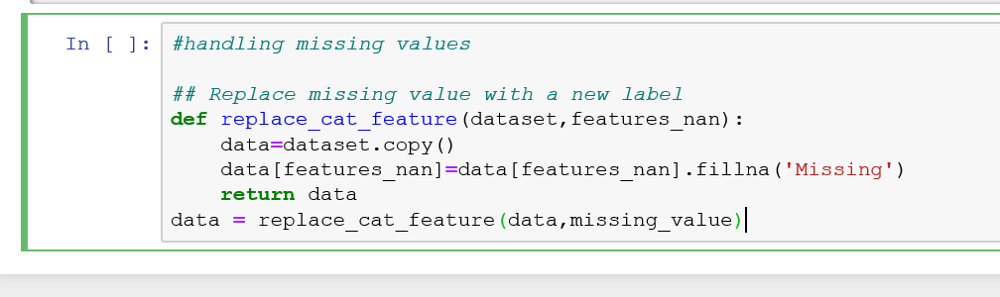 In [ ]: #handling missing values
## Replace missing value with a new label
def replace_cat_feature(dataset,features_nan):
    data=dataset.copy()
    data[features_nan]=data[features_nan].fillna('Missing')
    return data
data = replace_cat_feature(data,missing_value)